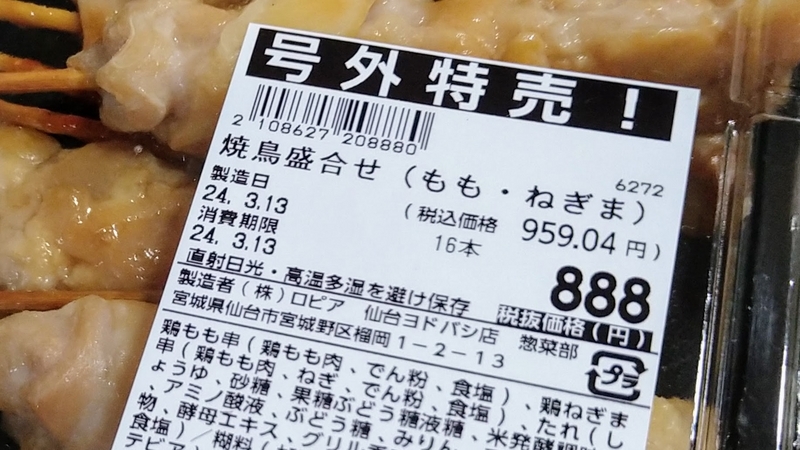 号外特売！
2 108627 208880
6272
焼鳥盛合せ（もも・ねぎま）
製造日
24. 3.13
消費期限
24. 3.13
（税込価格 959.04 円）
16本
888
税抜価格（円）
直射日光・高温多湿を避け保存
製造者（株）ロピア 仙台ヨドバシ店 惣菜部
宮城県仙台市宮城野区榴岡１－２－１３
プラ
鶏もも串（鶏もも肉、でん粉、食塩）、鶏ねぎま
串（鶏もも肉、ねぎ、でん粉、食塩）、たれ（し
ょうゆ、砂糖、果糖ぶどう糖液糖、米発酵調味
、アミノ酸液、ぶどう糖、みりん
物、酵母エキス、グリルチ
食塩）／糊料